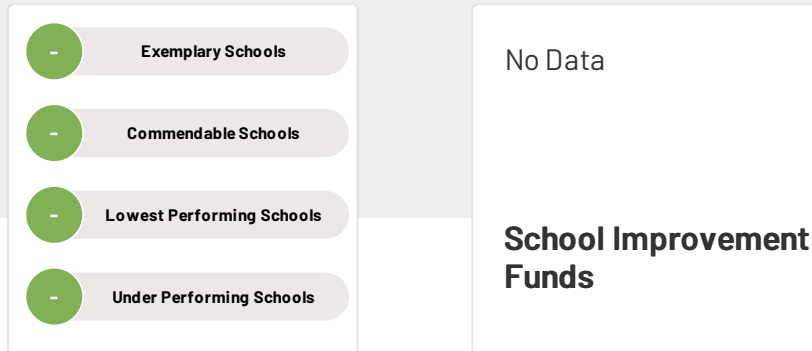 - Exemplary Schools
- Commendable Schools
- Lowest Performing Schools
- Under Performing Schools
No Data
School Improvement
Funds